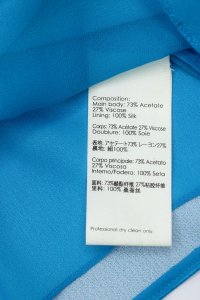 Composition:
Main body: 73% Acetate
27% Viscose
Lining: 100% Silk
Corps: 73% Acétate 27% Viscose
Doublure: 100% Soie
表地: アセテート73% レーヨン27%
裏地: 絹100%
Corpo principale: 73% Acetato
27% Viscosa
Interno/Fodera: 100% Seta
面料: 73%醋酯纤维 27%粘胶纤维
里料: 100% 桑蚕丝
Professional dry clean only